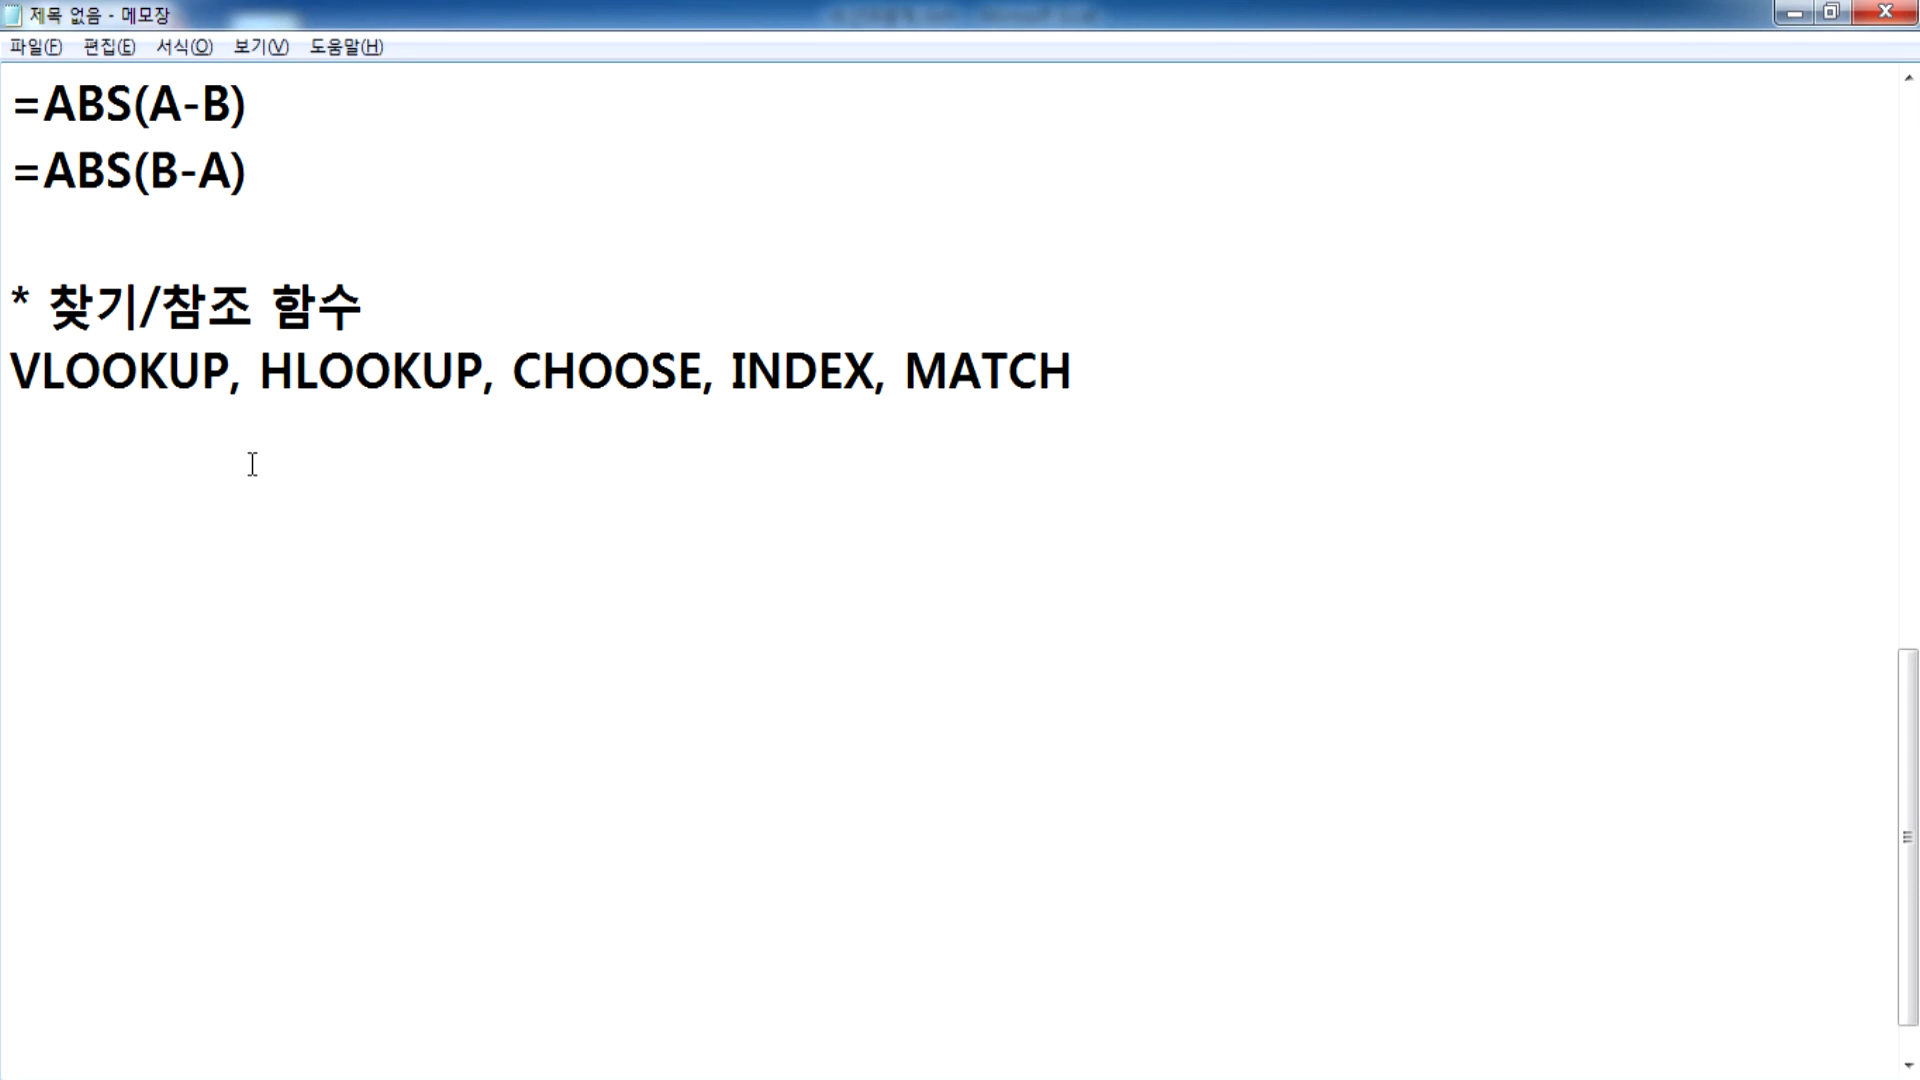 제목 없음 - 메모장
파일(F) 편집(E) 서식(O) 보기(V) 도움말(H)
=ABS(A-B)
=ABS(B-A)
* 찾기/참조 함수
VLOOKUP, HLOOKUP, CHOOSE, INDEX, MATCH